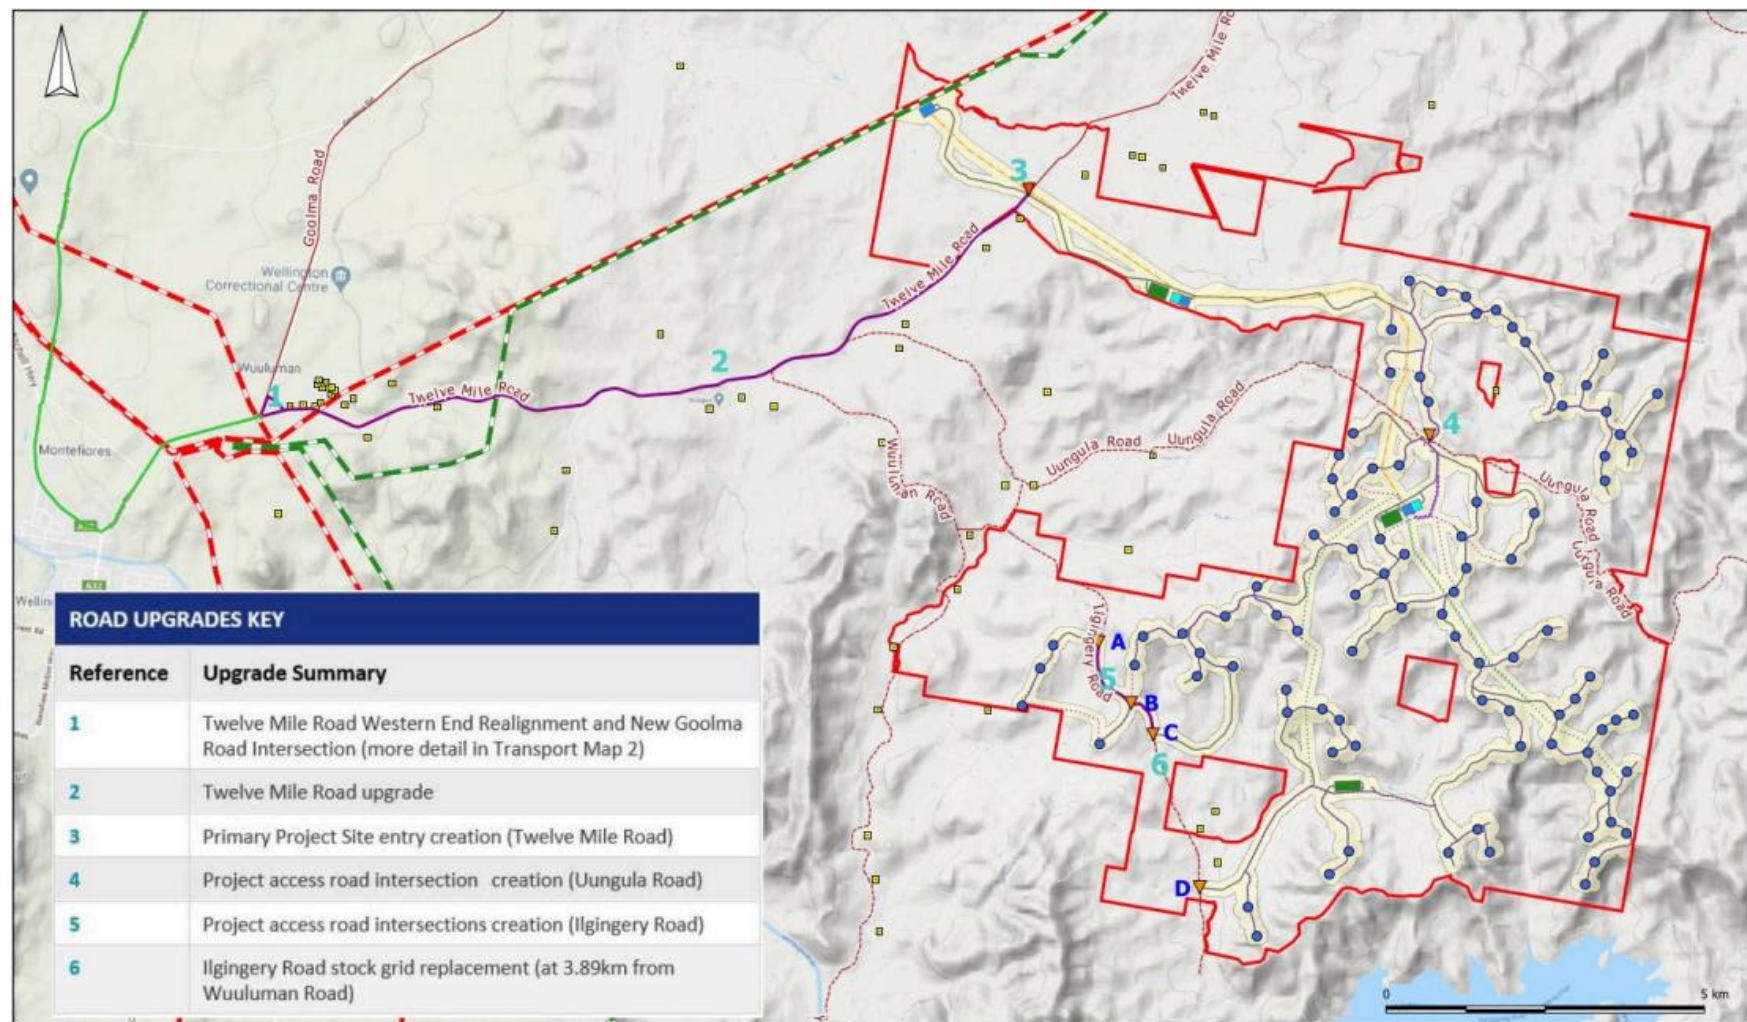 Twelve Mile Ro
3
Goolma Road
Wellington
Correctional Centre
Twelve Mile Road
Wuuluman
1
2
Twelve Mile Road
4
Uungula Road
Uungula Road
Montefiores
Wuuluman Road
Uungula Road
Uungula Road
A32
Ilgingery Road
A
5
B
C
6
D
ROAD UPGRADES KEY
Reference Upgrade Summary
1 Twelve Mile Road Western End Realignment and New Goolma
Road Intersection (more detail in Transport Map 2)
2 Twelve Mile Road upgrade
3 Primary Project Site entry creation (Twelve Mile Road)
4 Project access road intersection creation (Uungula Road)
5 Project access road intersections creation (Ilgingery Road)
6 Ilgingery Road stock grid replacement (at 3.89km from
Wuuluman Road)
0 5 km